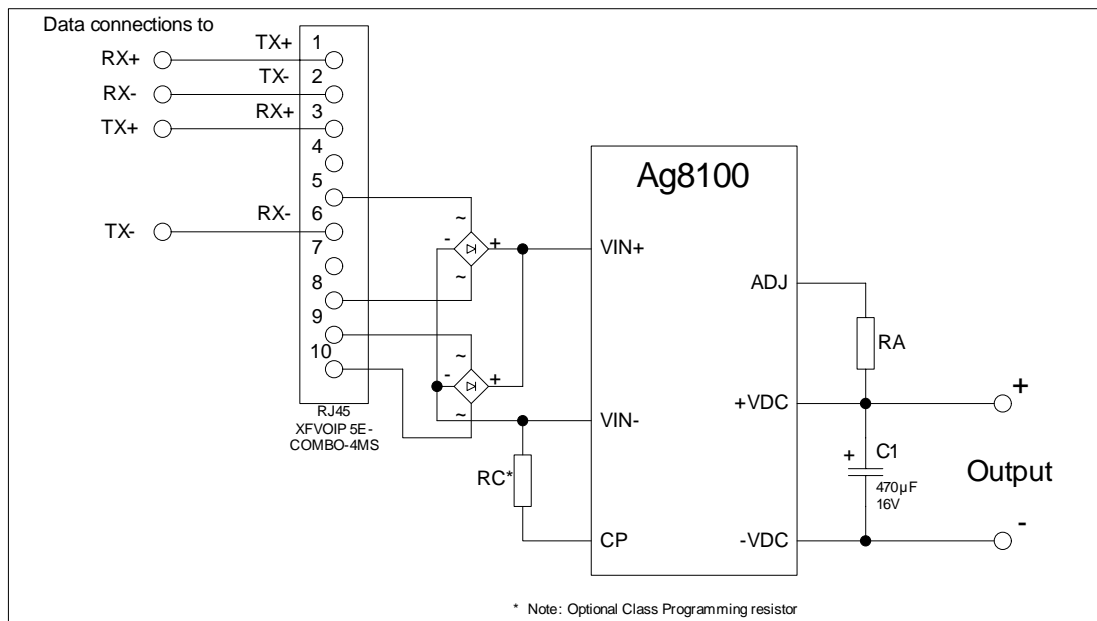 Data connections to
RX+
TX+
1
RX-
TX-
2
TX+
RX+
3
4
5
TX-
RX-
6
7
8
9
10
RJ45
XFVOIP 5E-
COMBO-4MS
~
-
+
~
~
-
+
~
Ag8100
VIN+
VIN-
CP
RC*
ADJ
RA
+VDC
-VDC
+
C1
470µF
16V
+
Output
-
* Note: Optional Class Programming resistor